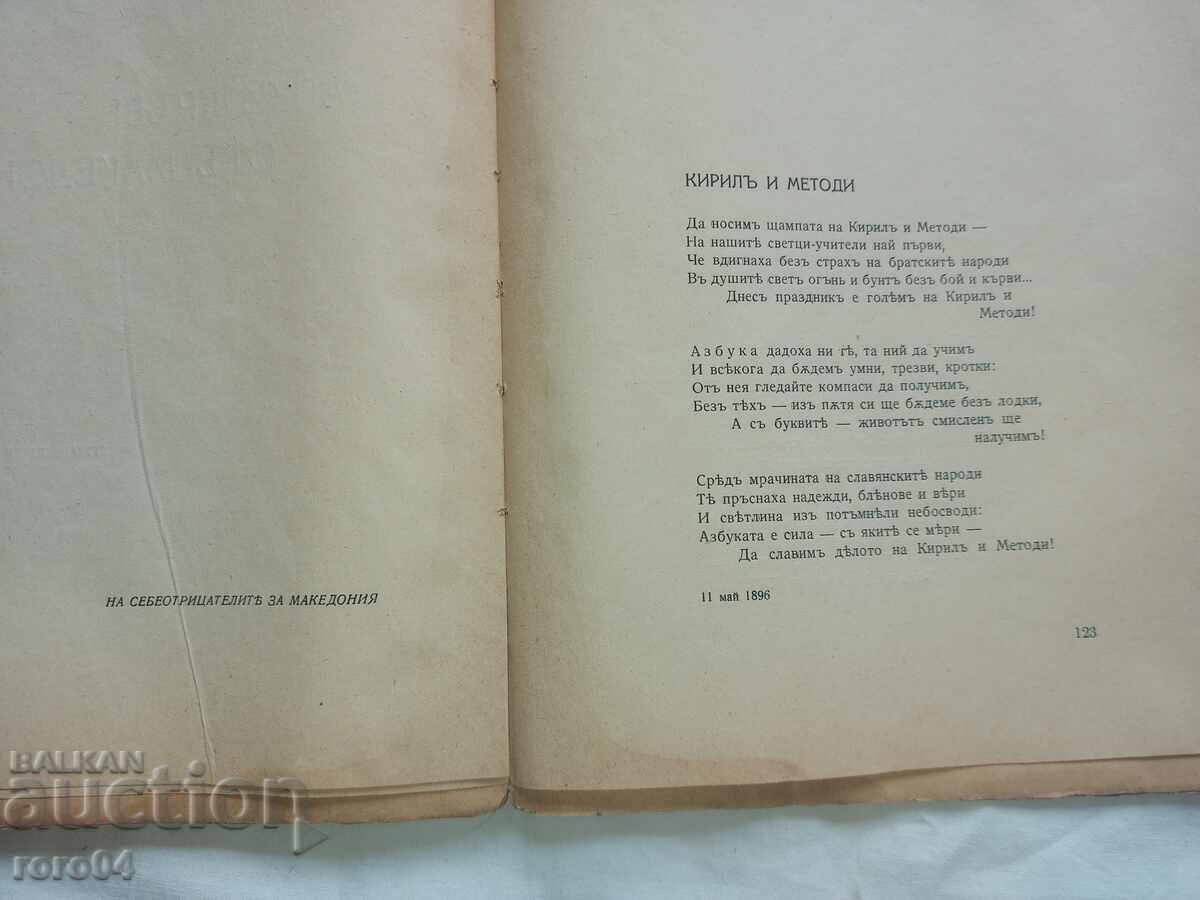 НА СЕБЕОТРИЦАТЕЛИТѢ ЗА МАКЕДОНИЯ
КИРИЛЪ И МЕТОДИ
Да носимъ щампата на Кирилъ и Методи —
На нашитѣ светци-учители най първи,
Че вдигнаха безъ страхъ на братскитѣ народи
Въ душитѣ светъ огънь и бунтъ безъ бой и кърви...
Днесъ праздникъ е голѣмъ на Кирилъ и
Методи!
Азбука дадоха ни тѣ, та ний да учимъ
И всѣкога да бѫдемъ умни, трезви, кротки:
Отъ нея гледайте компаси да получимъ,
Безъ тѣхъ — изъ пѫтя си ще бѫдеме безъ лодки,
А съ буквитѣ — животътъ смисленъ ще
налучимъ!
Срѣдъ мрачината на славянскитѣ народи
Тѣ пръснаха надежди, блѣнове и вѣри
И свѣтлина изъ потъмнѣли небосводи:
Азбуката е сила — съ якитѣ се мѣри —
Да славимъ дѣлото на Кирилъ и Методи!
11 май 1896
123
BALKAN
auction
roro04